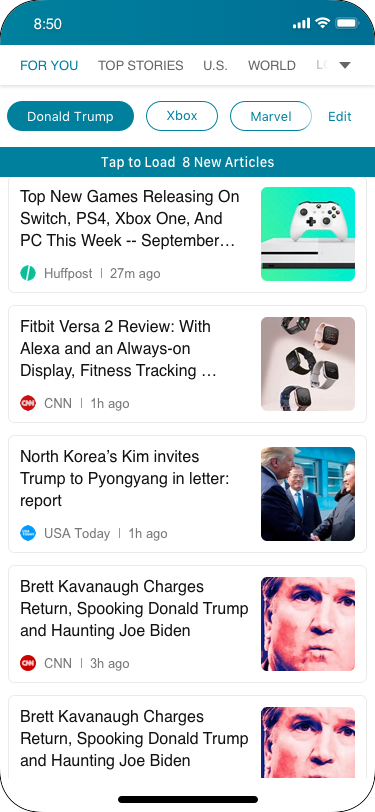 8:50
FOR YOU TOP STORIES U.S. WORLD
Donald Trump Xbox Marvel Edit
Tap to Load 8 New Articles
Top New Games Releasing On
Switch, PS4, Xbox One, And
PC This Week -- September...
Huffpost | 27m ago
Fitbit Versa 2 Review: With
Alexa and an Always-on
Display, Fitness Tracking ...
CNN CNN | 1h ago
North Korea’s Kim invites
Trump to Pyongyang in letter:
report
USA TODAY USA Today | 1h ago
Brett Kavanaugh Charges
Return, Spooking Donald Trump
and Haunting Joe Biden
CNN CNN | 3h ago
Brett Kavanaugh Charges
Return, Spooking Donald Trump
and Haunting Joe Biden